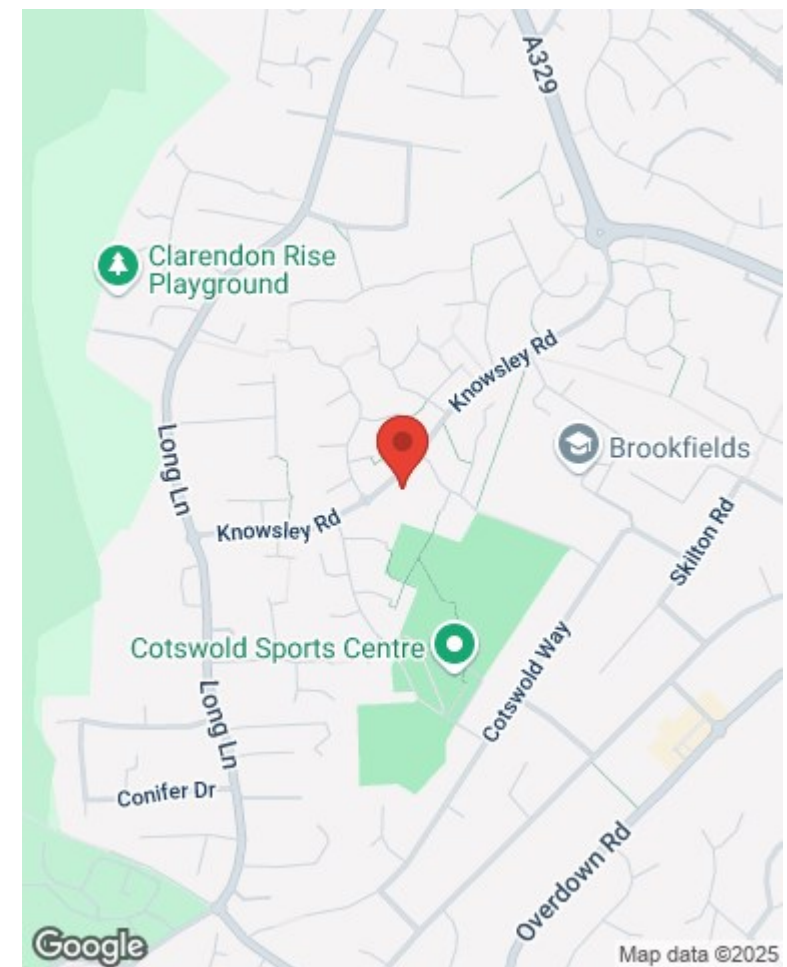 A329
Clarendon Rise
Playground
Knowsley Rd
Long Ln
Brookfields
Knowsley Rd
Skilton Rd
Cotswold Sports Centre
Cotswold Way
Long Ln
Conifer Dr
Overdown Rd
Google
Map data ©2025